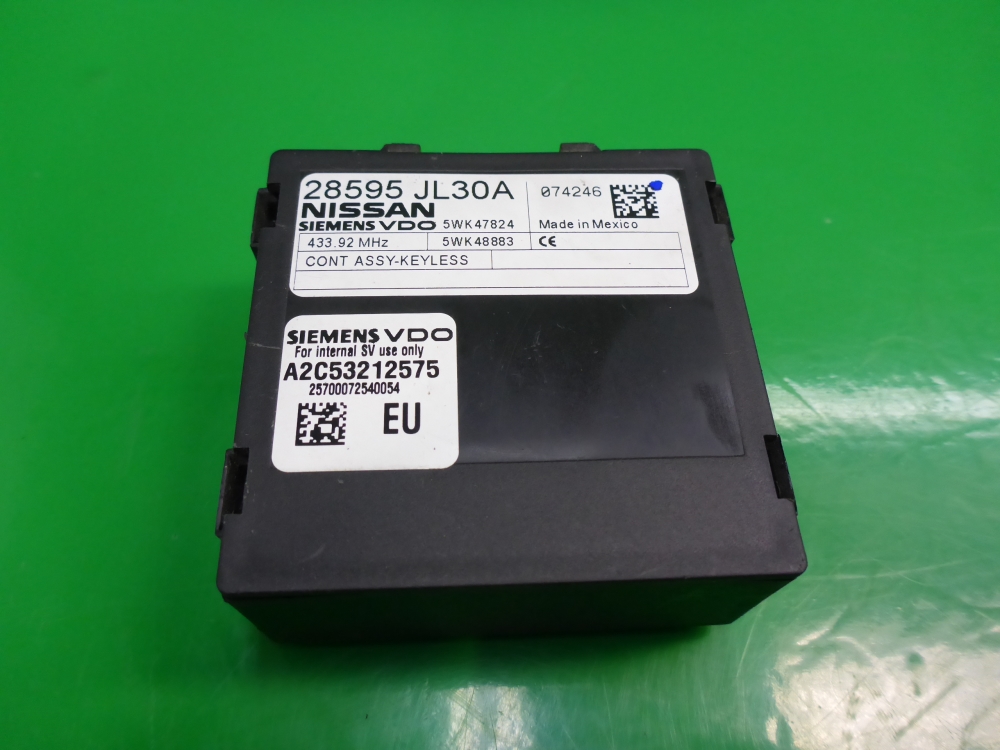 28595 JL30A 074246
NISSAN
SIEMENS VDO 5WK47824 Made in Mexico
433.92 MHz 5WK48883 CE
CONT ASSY-KEYLESS
SIEMENS VDO
For internal SV use only
A2C53212575
25700072540054
EU